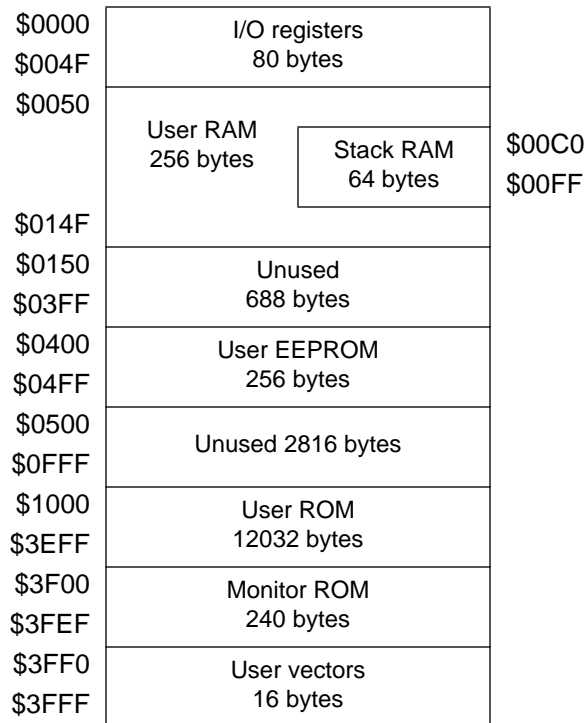 $0000
I/O registers
80 bytes
$004F
$0050
User RAM
256 bytes
Stack RAM
64 bytes
$00C0
$00FF
$014F
$0150
Unused
688 bytes
$03FF
$0400
User EEPROM
256 bytes
$04FF
$0500
Unused 2816 bytes
$0FFF
$1000
User ROM
12032 bytes
$3EFF
$3F00
Monitor ROM
240 bytes
$3FEF
$3FF0
User vectors
16 bytes
$3FFF